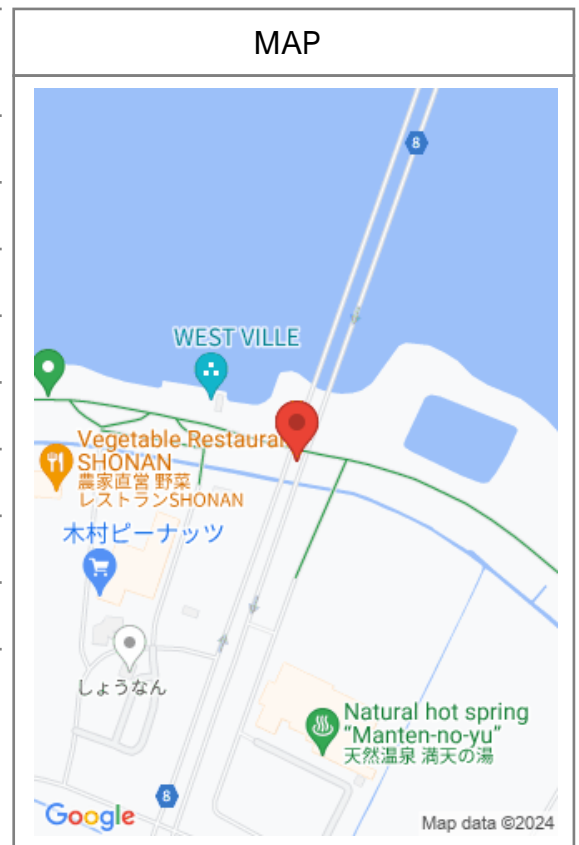 MAP
8
WEST VILLE
Vegetable Restaura
SHONAN
農家直営 野菜
レストランSHONAN
木村ピーナッツ
しょうなん
Natural hot spring
"Manten-no-yu"
天然温泉 満天の湯
8
Google
Map data ©2024